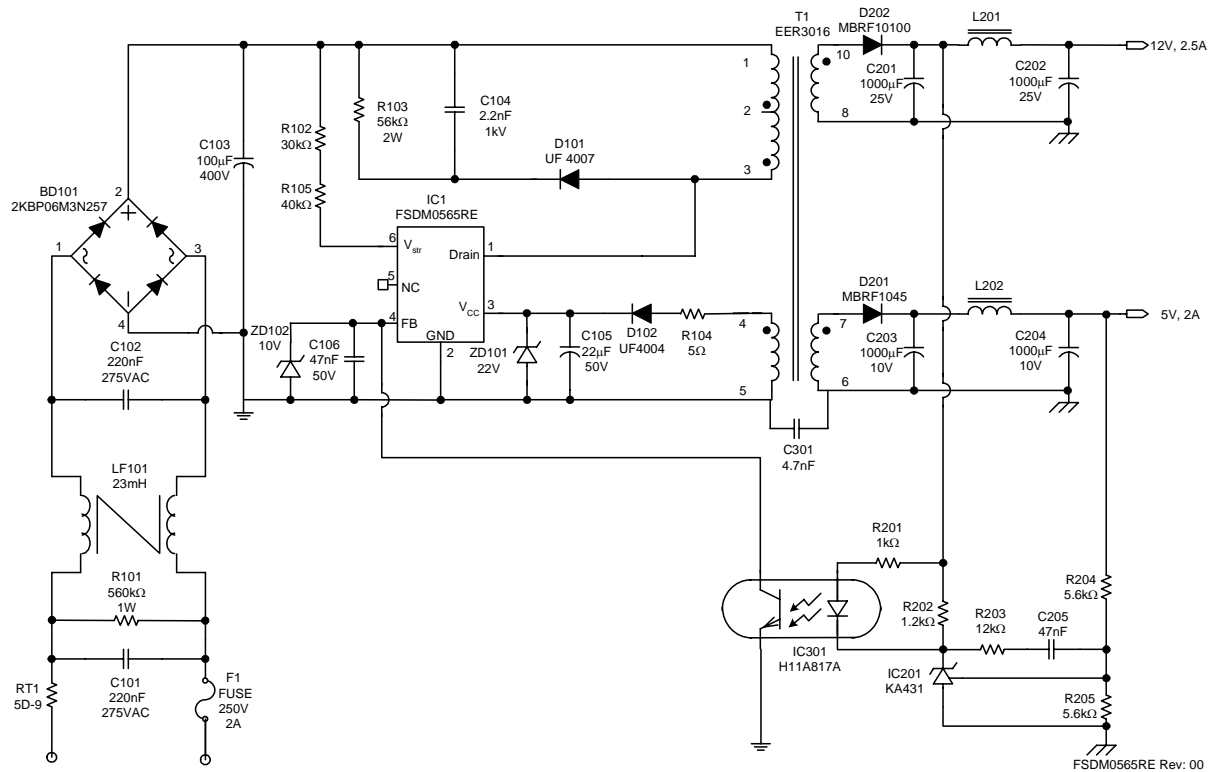 T1
EER3016
D202
MBRF10100
L201
12V, 2.5A
1
10
C201
1000μF
25V
C202
1000μF
25V
R103
56kΩ
2W
C104
2.2nF
1kV
2
8
R102
30kΩ
C103
100μF
400V
D101
UF 4007
3
BD101
2KBP06M3N257
2
R105
40kΩ
IC1
FSDM0565RE
1
3
6
Vstr
Drain
1
5
NC
D201
MBRF1045
L202
4
ZD102
10V
4
FB
VCC
3
GND
2
D102
UF4004
R104
5Ω
4
7
5V, 2A
C102
220nF
275VAC
C106
47nF
50V
ZD101
22V
C105
22μF
50V
C203
1000μF
10V
C204
1000μF
10V
5
6
C301
4.7nF
LF101
23mH
R201
1kΩ
R101
560kΩ
1W
R204
5.6kΩ
R202
1.2kΩ
R203
12kΩ
C205
47nF
IC301
H11A817A
IC201
KA431
RT1
5D-9
C101
220nF
275VAC
F1
FUSE
250V
2A
R205
5.6kΩ
FSDM0565RE Rev: 00